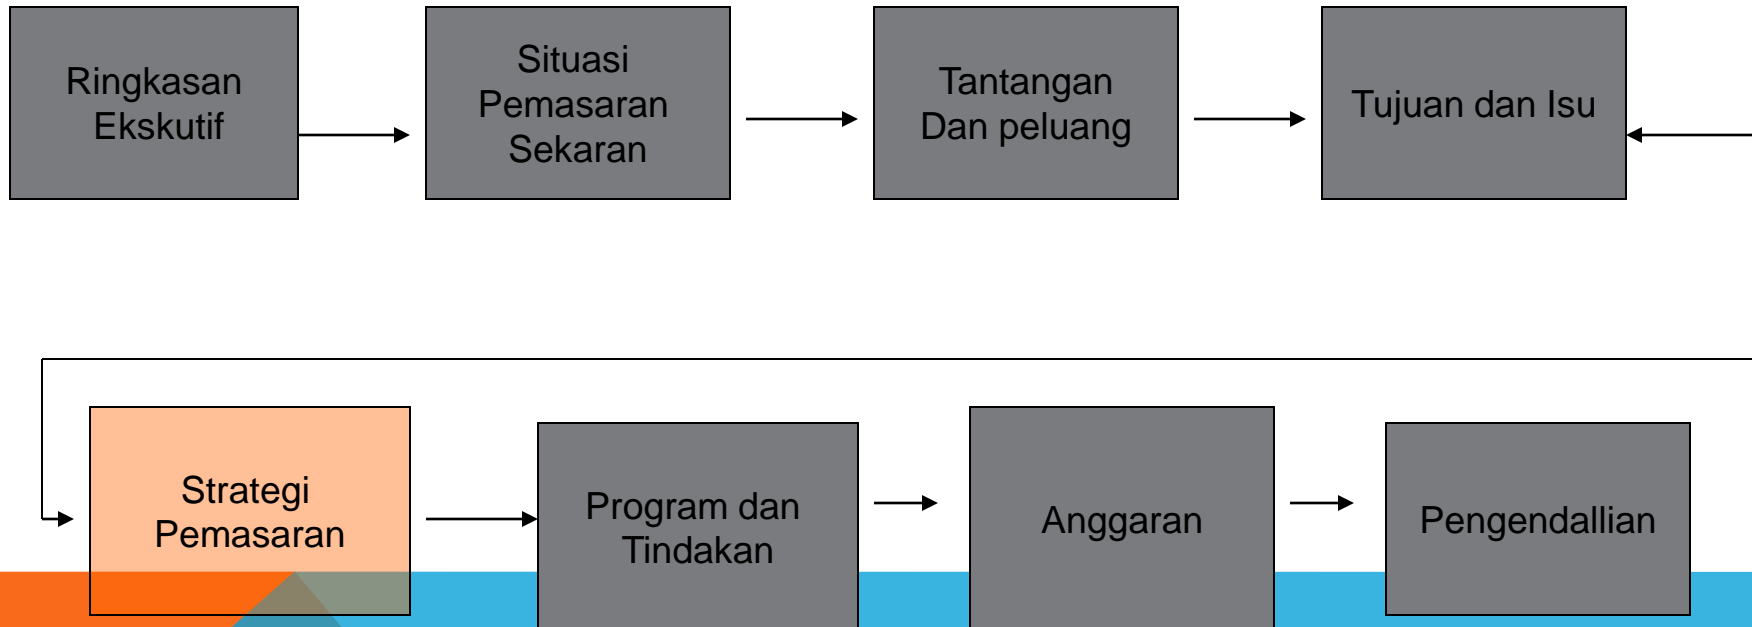 Ringkasan
Ekskutif
Situasi
Pemasaran
Sekaran
Tantangan
Dan peluang
Tujuan dan Isu
Strategi
Pemasaran
Program dan
Tindakan
Anggaran
Pengendallian